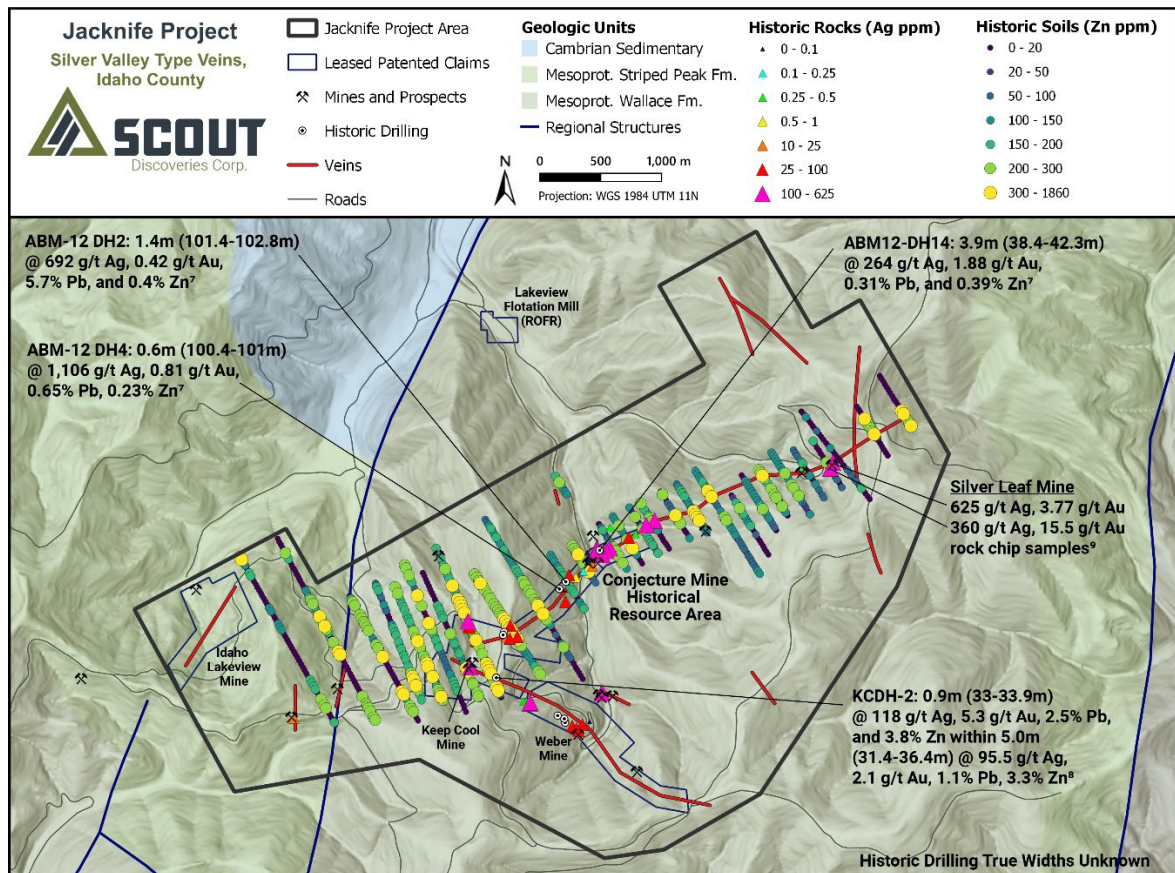 Jacknife Project
Silver Valley Type Veins,
Idaho County
SCOUT
Discoveries Corp.
Jacknife Project Area
Leased Patented Claims
Mines and Prospects
Historic Drilling
Veins
Roads
Geologic Units
Cambrian Sedimentary
Mesoprot. Striped Peak Fm.
Mesoprot. Wallace Fm.
Regional Structures
N
0 500 1,000 m
Projection: WGS 1984 UTM 11N
Historic Rocks (Ag ppm)
0 - 0.1
0.1 - 0.25
0.25 - 0.5
0.5 - 1
10 - 25
25 - 100
100 - 625
Historic Soils (Zn ppm)
0 - 20
20 - 50
50 - 100
100 - 150
150 - 200
200 - 300
300 - 1860
ABM-12 DH2: 1.4m (101.4-102.8m)
@ 692 g/t Ag, 0.42 g/t Au,
5.7% Pb, and 0.4% Zn⁷
ABM-12 DH4: 0.6m (100.4-101m)
@ 1,106 g/t Ag, 0.81 g/t Au,
0.65% Pb, 0.23% Zn⁷
Lakeview
Flotation Mill
(ROFR)
ABM12-DH14: 3.9m (38.4-42.3m)
@ 264 g/t Ag, 1.88 g/t Au,
0.31% Pb, and 0.39% Zn⁷
Silver Leaf Mine
625 g/t Ag, 3.77 g/t Au
360 g/t Ag, 15.5 g/t Au
rock chip samples⁹
Conjecture Mine
Historical
Resource Area
Idaho
Lakeview
Mine
Keep Cool
Mine
Weber
Mine
KCDH-2: 0.9m (33-33.9m)
@ 118 g/t Ag, 5.3 g/t Au, 2.5% Pb,
and 3.8% Zn within 5.0m
(31.4-36.4m) @ 95.5 g/t Ag,
2.1 g/t Au, 1.1% Pb, 3.3% Zn⁸
Historic Drilling True Widths Unknown